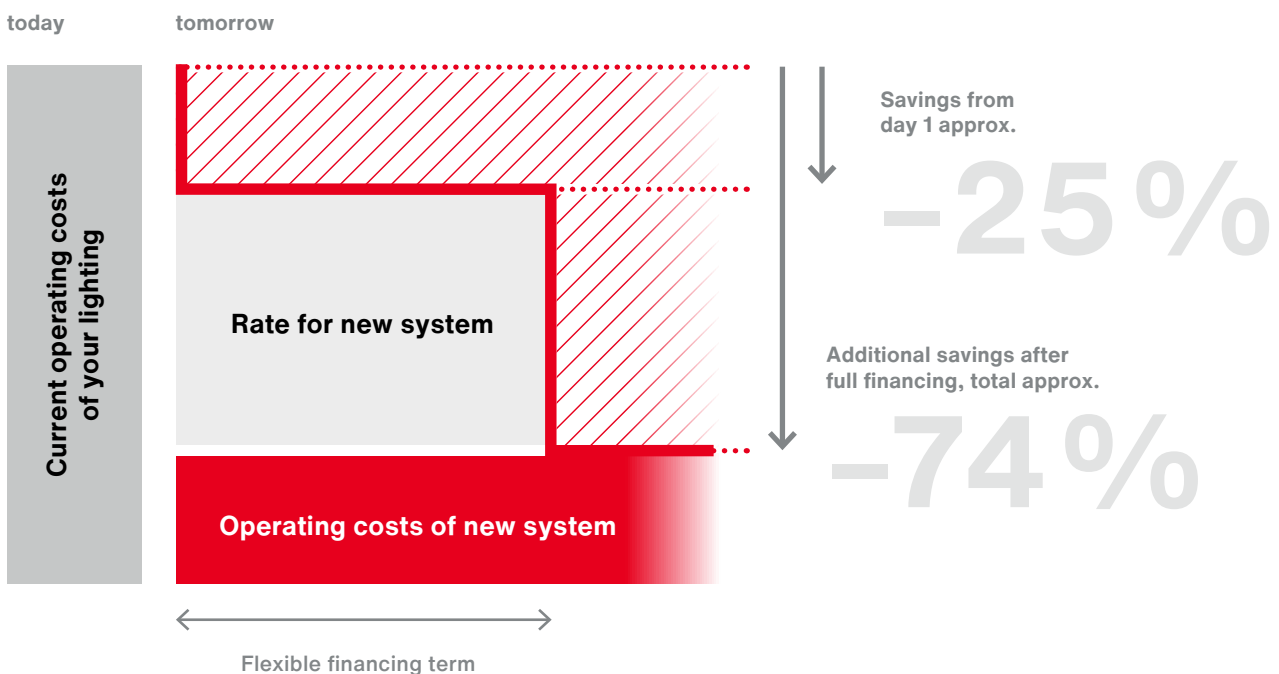 today
tomorrow
Current operating costs
of your lighting
Savings from
day 1 approx.
–25%
Rate for new system
Additional savings after
full financing, total approx.
–74%
Operating costs of new system
Flexible financing term